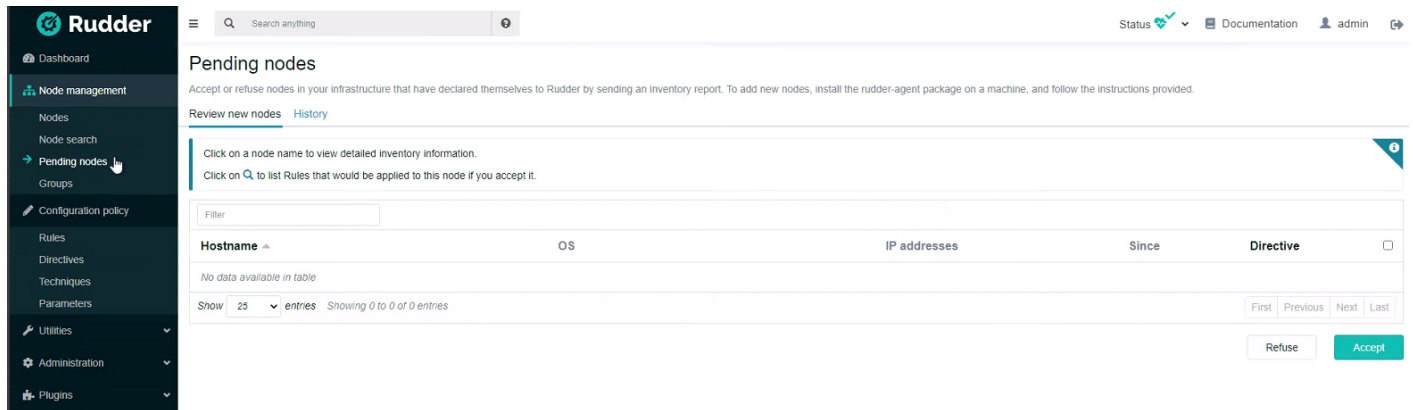 Rudder
Search anything
Status
Documentation
admin
Dashboard
Node management
Nodes
Node search
Pending nodes
Groups
Configuration policy
Rules
Directives
Techniques
Parameters
Utilities
Administration
Plugins
Pending nodes
Accept or refuse nodes in your infrastructure that have declared themselves to Rudder by sending an inventory report. To add new nodes, install the rudder-agent package on a machine, and follow the instructions provided.
Review new nodes History
Click on a node name to view detailed inventory information.
Click on to list Rules that would be applied to this node if you accept it.
Filter
Hostname OS IP addresses Since Directive
No data available in table
Show 25 entries Showing 0 to 0 of 0 entries
First Previous Next Last
Refuse Accept